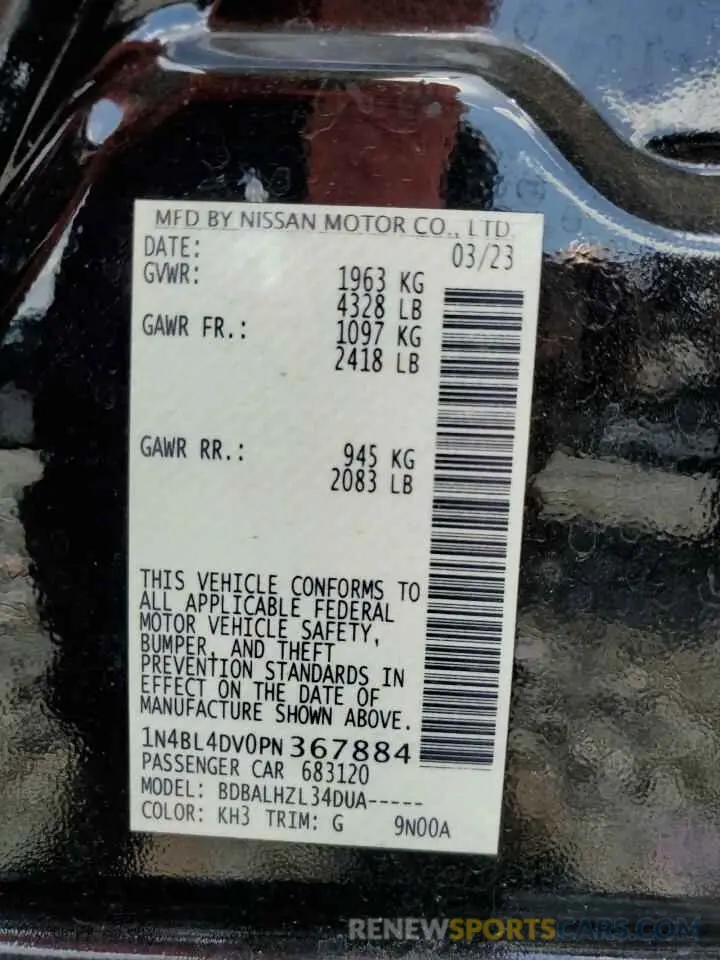 MFD BY NISSAN MOTOR CO., LTD.
DATE: 03/23
GVWR: 1963 KG
4328 LB
GAWR FR.: 1097 KG
2418 LB
GAWR RR.: 945 KG
2083 LB
THIS VEHICLE CONFORMS TO
ALL APPLICABLE FEDERAL
MOTOR VEHICLE SAFETY,
BUMPER, AND THEFT
PREVENTION STANDARDS IN
EFFECT ON THE DATE OF
MANUFACTURE SHOWN ABOVE.
1N4BL4DV0PN367884
PASSENGER CAR 683120
MODEL: BDBALHZL34DUA-----
COLOR: KH3 TRIM: G 9N00A
RENEWSPORTSCARS.COM